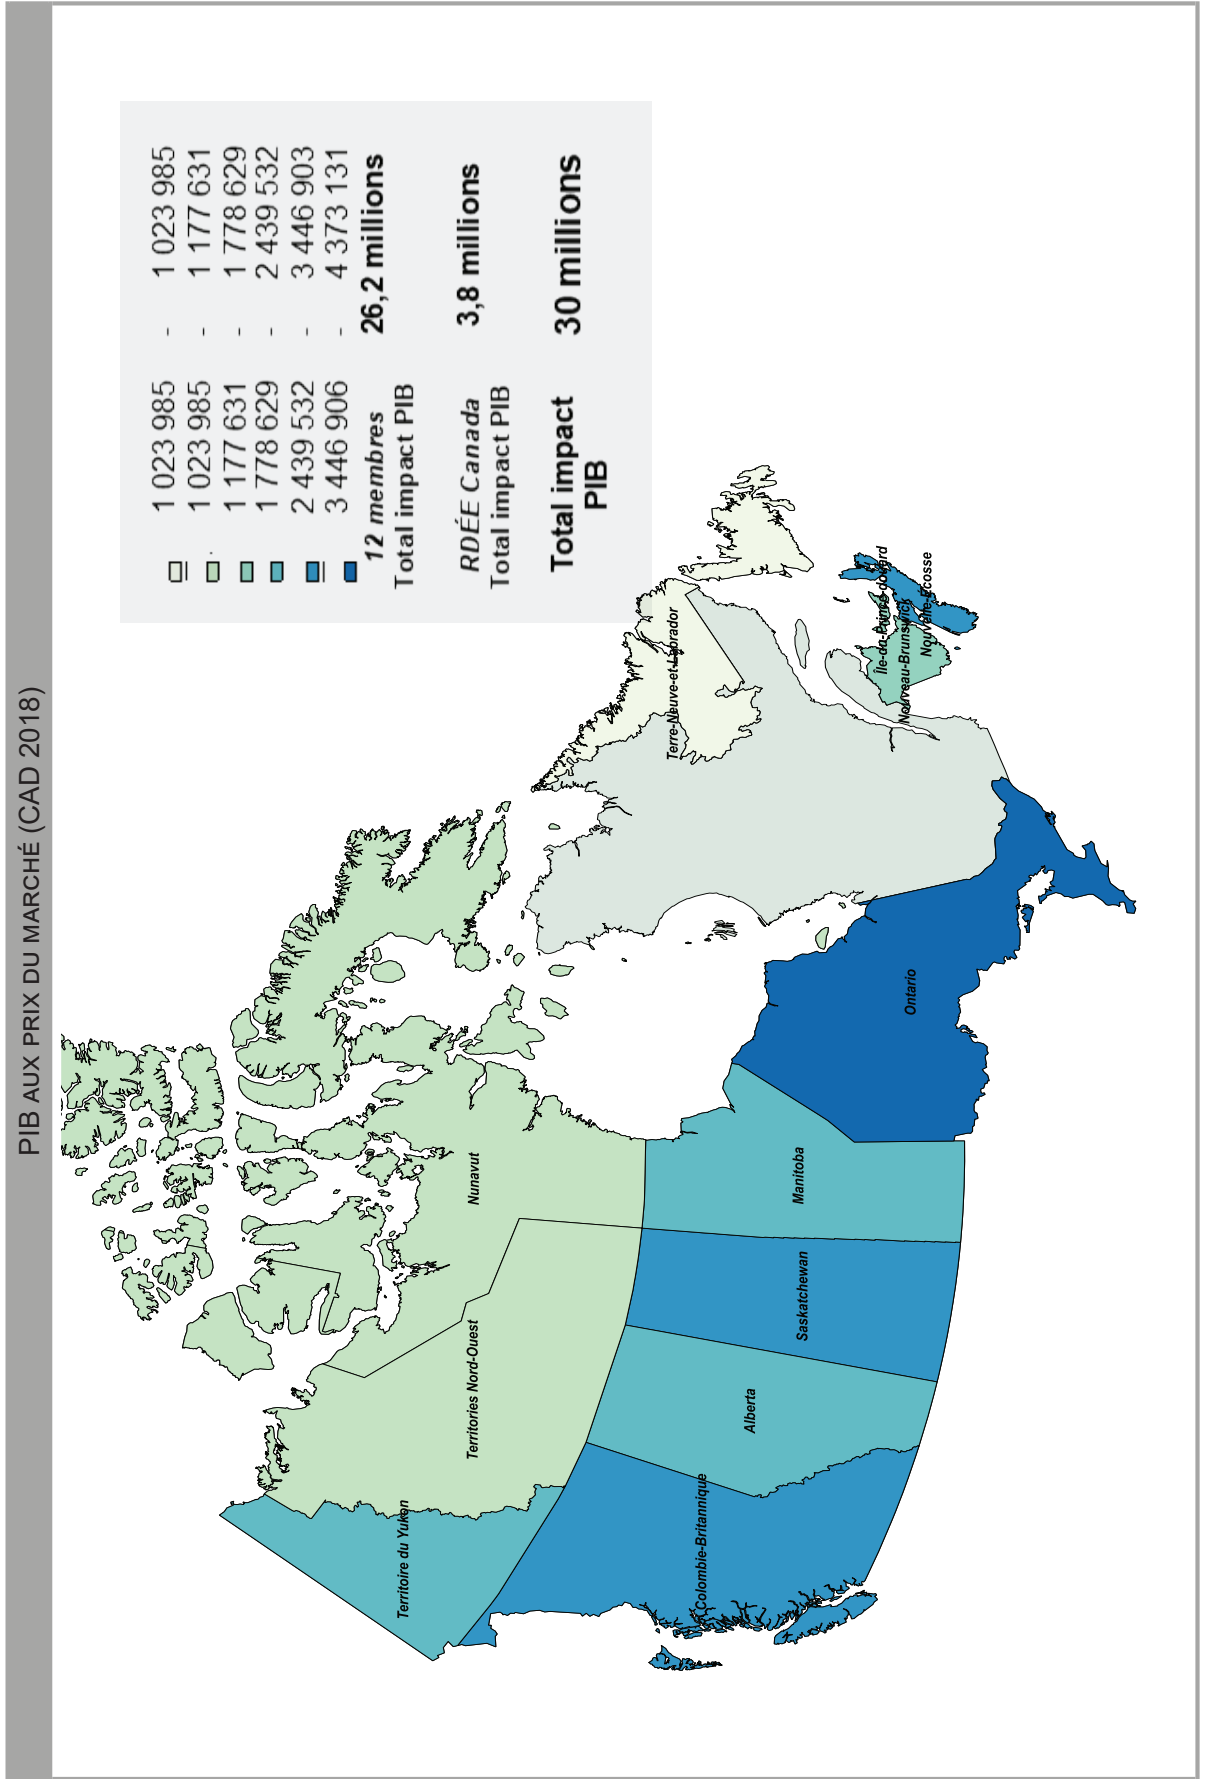 PIB AUX PRIX DU MARCHÉ (CAD 2018)
1 023 985 - 1 023 985
1 023 985 - 1 177 631
1 177 631 - 1 778 629
1 778 629 - 2 439 532
2 439 532 - 3 446 903
3 446 906 - 4 373 131
12 membres 26,2 millions
Total impact PIB
RDÉE Canada 3,8 millions
Total impact PIB
Total impact 30 millions
PIB
Territoire du Yukon
Territories Nord-Ouest
Nunavut
Terre-Neuve-et-Labrador
Colombie-Britannique
Alberta
Saskatchewan
Manitoba
Ontario
Île-du-Prince-douard
Nouveau-Brunswick
Nouvelle-Écosse